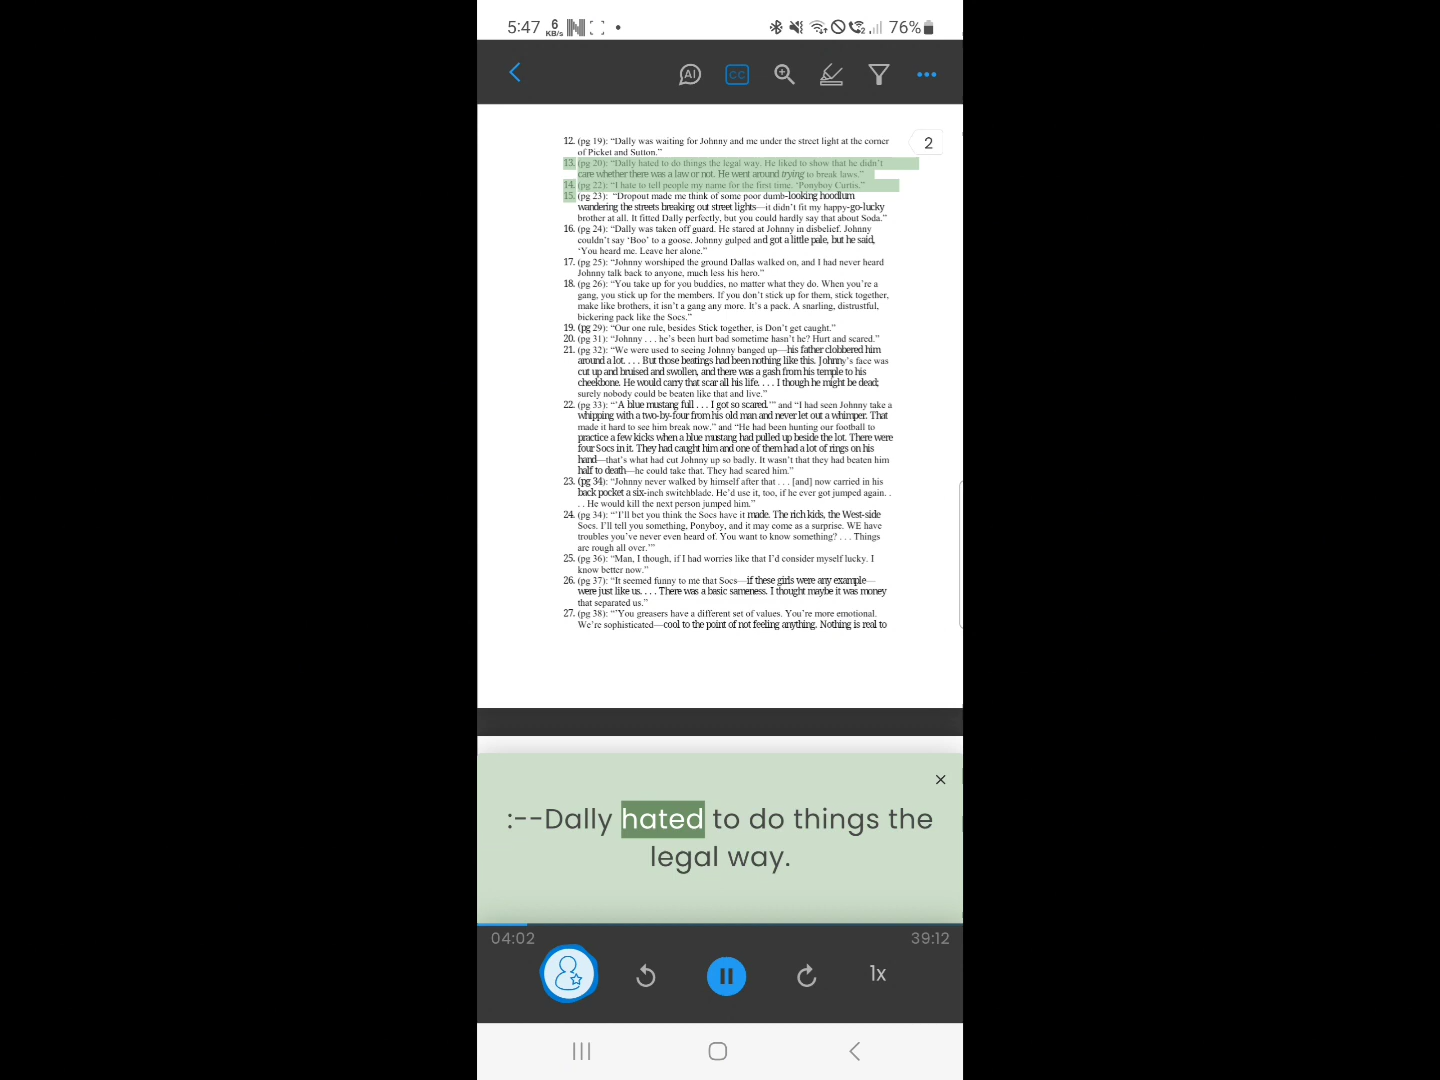 5:47 6 KB/s 76%
AI CC
2
12. (pg 19): “Dally was waiting for Johnny and me under the street light at the corner
of Picket and Sutton.”
13. (pg 20): “Dally hated to do things the legal way. He liked to show that he didn’t
care whether there was a law or not. He went around trying to break laws.”
14. (pg 22): “I hate to tell people my name for the first time. ‘Ponyboy Curtis.”
15. (pg 23): “Dropout made me think of some poor dumb-looking hoodlum
wandering the streets breaking out street lights—it didn’t fit my happy-go-lucky
brother at all. It fitted Dally perfectly, but you could hardly say that about Soda.”
16. (pg 24): “Dally was taken off guard. He stared at Johnny in disbelief. Johnny
couldn’t say ‘Boo’ to a goose. Johnny gulped and got a little pale, but he said,
‘You heard me. Leave her alone.”
17. (pg 25): “Johnny worshiped the ground Dallas walked on, and I had never heard
Johnny talk back to anyone, much less his hero.”
18. (pg 26): “You take up for you buddies, no matter what they do. When you’re a
gang, you stick up for the members. If you don’t stick up for them, stick together,
make like brothers, it isn’t a gang any more. It’s a pack. A snarling, distrustful,
bickering pack like the Socs.”
19. (pg 29): “Our one rule, besides Stick together, is Don’t get caught.”
20. (pg 31): “Johnny . . . he’s been hurt bad sometime hasn’t he? Hurt and scared.”
21. (pg 32): “We were used to seeing Johnny banged up—his father clobbered him
around a lot. . . . But those beatings had been nothing like this. Johnny’s face was
cut up and bruised and swollen, and there was a gash from his temple to his
cheekbone. He would carry that scar all his life. . . . I though he might be dead;
surely nobody could be beaten like that and live.”
22. (pg 33): “‘A blue mustang full . . . I got so scared.’” and “I had seen Johnny take a
whipping with a two-by-four from his old man and never let out a whimper. That
made it hard to see him break now.” and “He had been hunting our football to
practice a few kicks when a blue mustang had pulled up beside the lot. There were
four Socs in it. They had caught him and one of them had a lot of rings on his
hand—that’s what had cut Johnny up so badly. It wasn’t that they had beaten him
half to death—he could take that. They had scared him.”
23. (pg 34): “Johnny never walked by himself after that . . . [and] now carried in his
back pocket a six-inch switchblade. He’d use it, too, if he ever got jumped again. .
. . He would kill the next person jumped him.”
24. (pg 34): “‘I’ll bet you think the Socs have it made. The rich kids, the West-side
Socs. I’ll tell you something, Ponyboy, and it may come as a surprise. WE have
troubles you’ve never even heard of. You want to know something? . . . Things
are rough all over.’”
25. (pg 36): “Man, I though, if I had worries like that I’d consider myself lucky. I
know better now.”
26. (pg 37): “It seemed funny to me that Socs—if these girls were any example—
were just like us. . . . There was a basic sameness. I thought maybe it was money
that separated us.”
27. (pg 38): “‘You greasers have a different set of values. You’re more emotional.
We’re sophisticated—cool to the point of not feeling anything. Nothing is real to
:--Dally hated to do things the
legal way.
04:02 39:12
1x